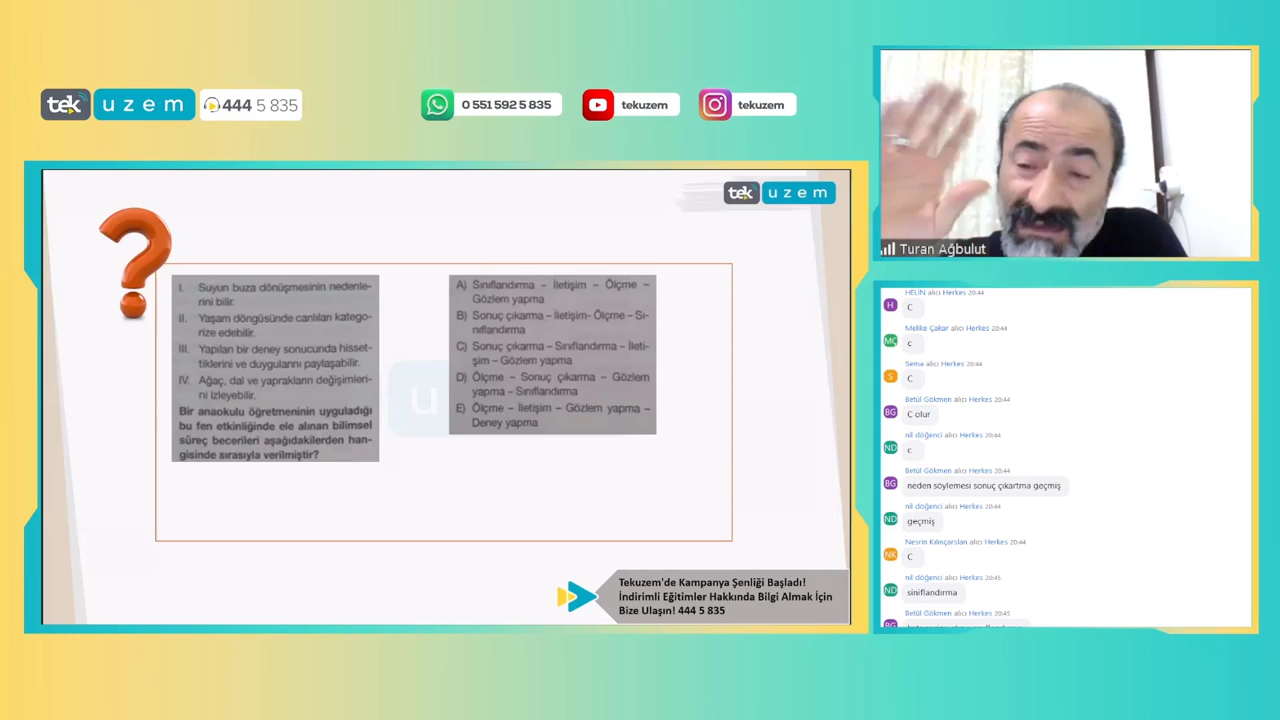 tek uzem 444 5 835
0 551 592 5 835
tekuzem
tekuzem
tek uzem
I. Suyun buza dönüşmesinin nedenle-
rini bilir.
II. Yaşam döngüsünde canlıları katego-
rize edebilir.
III. Yapılan bir deney sonucunda hisset-
tiklerini ve duygularını paylaşabilir.
IV. Ağaç, dal ve yaprakların değişimleri-
ni izleyebilir.
Bir anaokulu öğretmeninin uyguladığı
bu fen etkinliğinde ele alınan bilimsel
süreç becerileri aşağıdakilerden han-
gisinde sırasıyla verilmiştir?
A) Sınıflandırma – İletişim – Ölçme –
Gözlem yapma
B) Sonuç çıkarma – İletişim- Ölçme – Sı-
nıflandırma
C) Sonuç çıkarma – Sınıflandırma – İleti-
şim – Gözlem yapma
D) Ölçme – Sonuç çıkarma – Gözlem
yapma – Sınıflandırma
E) Ölçme – İletişim – Gözlem yapma –
Deney yapma
u
Tekuzem'de Kampanya Şenliği Başladı!
İndirimli Eğitimler Hakkında Bilgi Almak İçin
Bize Ulaşın! 444 5 835
Turan Ağbulut
HELİN alıcı Herkes 20:44
H C
Melike Çakar alıcı Herkes 20:44
MÇ c
Sema alıcı Herkes 20:44
S C
Betül Gökmen alıcı Herkes 20:44
BG C olur
nil döğenci alıcı Herkes 20:44
ND c
Betül Gökmen alıcı Herkes 20:44
BG neden söylemesi sonuç çıkartma geçmiş
nil döğenci alıcı Herkes 20:44
ND geçmiş
Nesrin Kılınçarslan alıcı Herkes 20:44
NK C
nil döğenci alıcı Herkes 20:45
ND siniflandırma
Betül Gökmen alıcı Herkes 20:45
BG